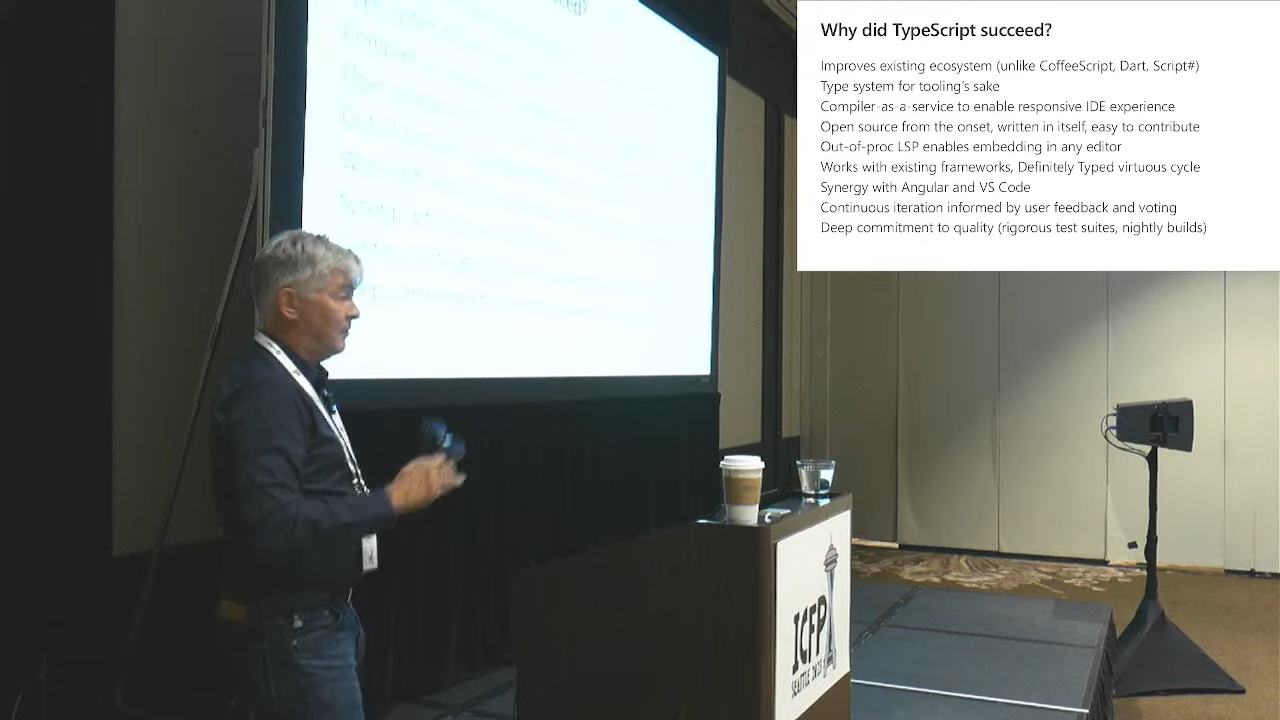 Why did TypeScript succeed?
Improves existing ecosystem (unlike CoffeeScript, Dart, Script#)
Type system for tooling's sake
Compiler-as-a-service to enable responsive IDE experience
Open source from the onset, written in itself, easy to contribute
Out-of-proc LSP enables embedding in any editor
Works with existing frameworks, Definitely Typed virtuous cycle
Synergy with Angular and VS Code
Continuous iteration informed by user feedback and voting
Deep commitment to quality (rigorous test suites, nightly builds)
ICFP
SEATTLE